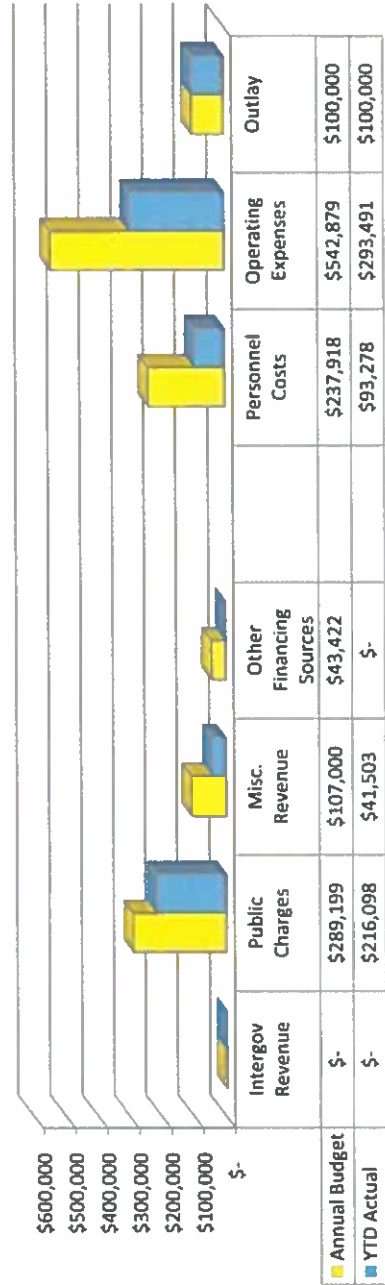 $600,000
$500,000
$400,000
$300,000
$200,000
$100,000
$-
Intergov Revenue Public Charges Misc. Revenue Other Financing Sources Personnel Costs Operating Expenses Outlay
Annual Budget $- $289,199 $107,000 $43,422 $237,918 $542,879 $100,000
YTD Actual $- $216,098 $41,503 $- $93,278 $293,491 $100,000